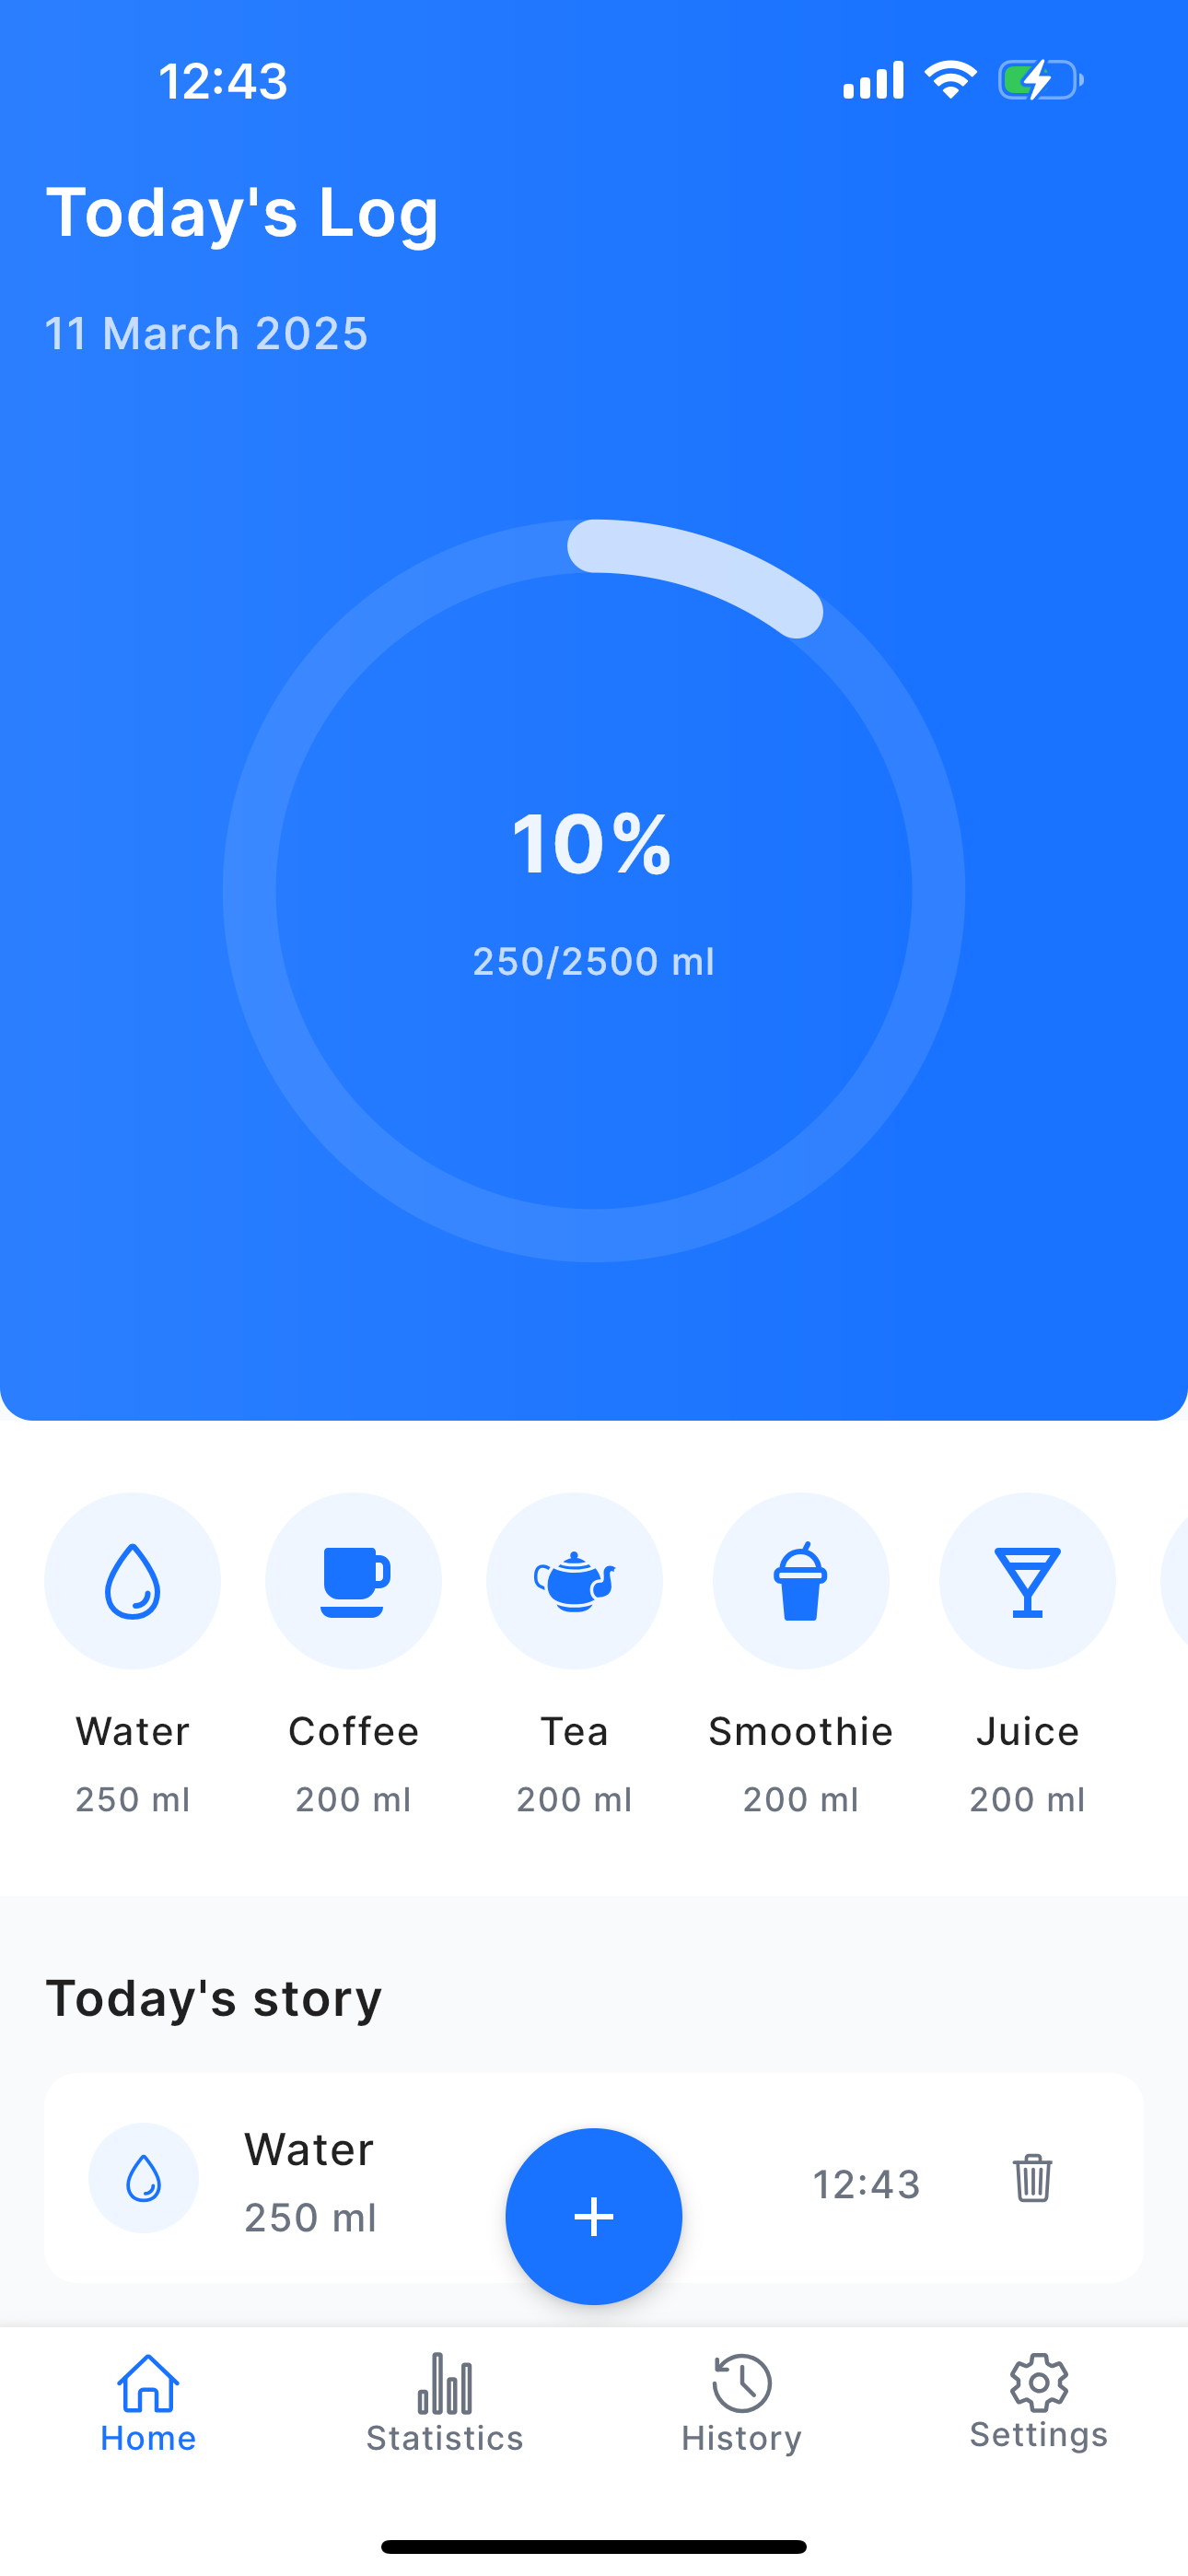 12:43
Today's Log
11 March 2025
10%
250/2500 ml
Water Coffee Tea Smoothie Juice
250 ml 200 ml 200 ml 200 ml 200 ml
Today's story
Water
250 ml
12:43
+
Home Statistics History Settings